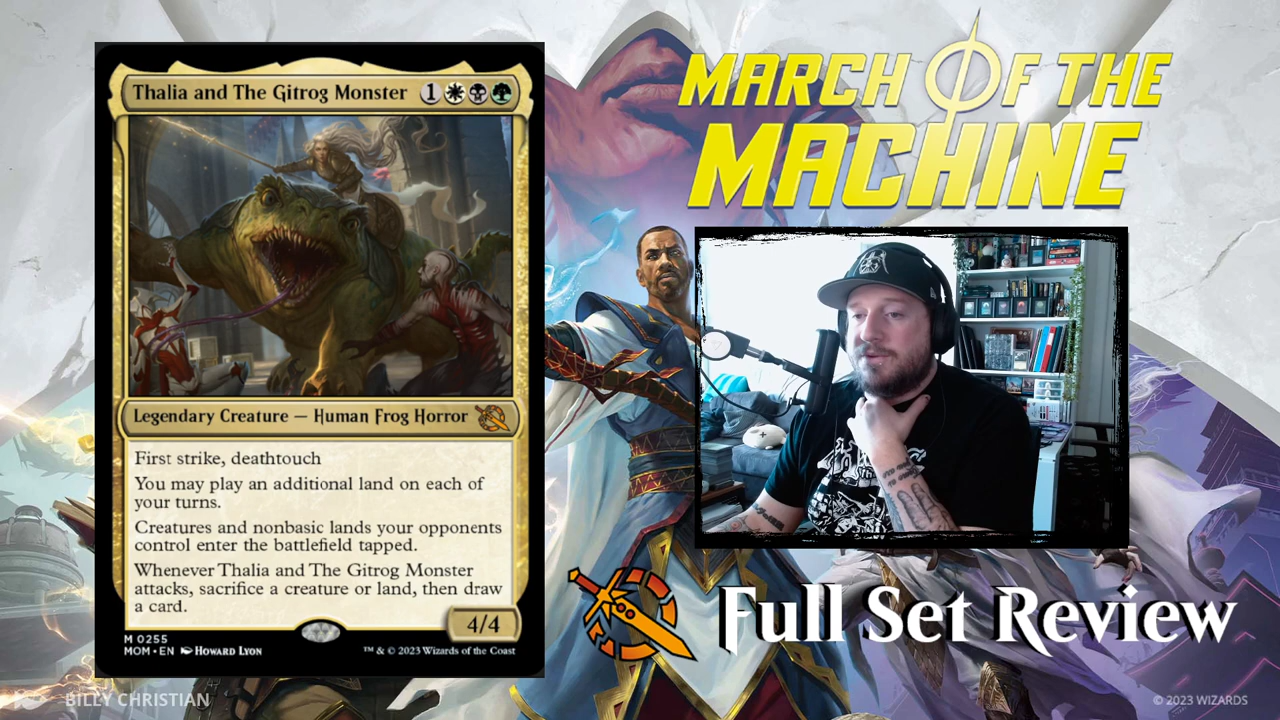 Thalia and The Gitrog Monster 1
Legendary Creature — Human Frog Horror
First strike, deathtouch
You may play an additional land on each of
your turns.
Creatures and nonbasic lands your opponents
control enter the battlefield tapped.
Whenever Thalia and The Gitrog Monster
attacks, sacrifice a creature or land, then draw
a card.
4/4
M 0255
MOM • EN Howard Lyon
™ & © 2023 Wizards of the Coast
BILLY CHRISTIAN
MARCH OF THE
MACHINE
Full Set Review
© 2023 WIZARDS